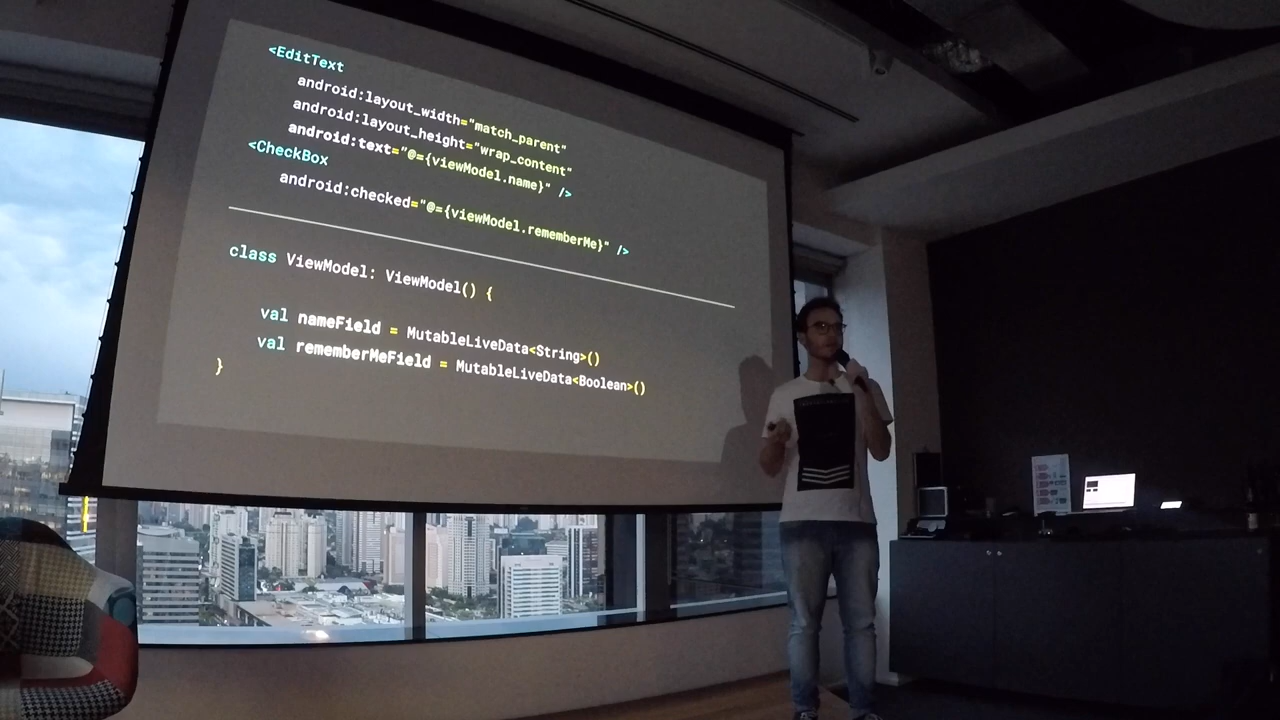 <EditText
android:layout_width="match_parent"
android:layout_height="wrap_content"
android:text="@={viewModel.name}" />
<CheckBox
android:checked="@={viewModel.rememberMe}" />
class ViewModel: ViewModel() {
val nameField = MutableLiveData<String>()
val rememberMeField = MutableLiveData<Boolean>()
}